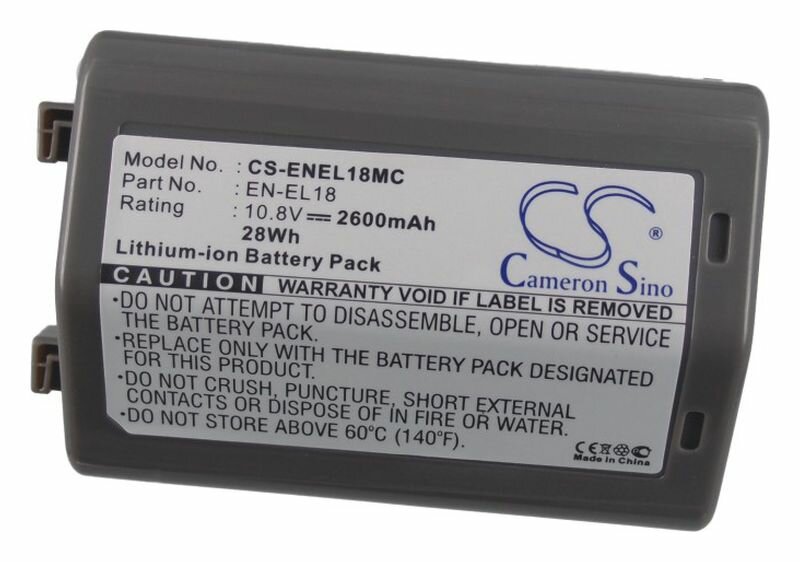 Model No. : CS-ENEL18MC
Part No. : EN-EL18
Rating : 10.8V 2600mAh
28Wh
Lithium-ion Battery Pack
CS ®
Cameron Sino
CAUTION WARRANTY VOID IF LABEL IS REMOVED
•DO NOT ATTEMPT TO DISASSEMBLE, OPEN OR SERVICE
THE BATTERY PACK.
•REPLACE ONLY WITH THE BATTERY PACK DESIGNATED
FOR THIS PRODUCT.
•DO NOT CRUSH, PUNCTURE, SHORT EXTERNAL
CONTACTS OR DISPOSE OF IN FIRE OR WATER.
•DO NOT STORE ABOVE 60°C (140°F).
CE
Made In China